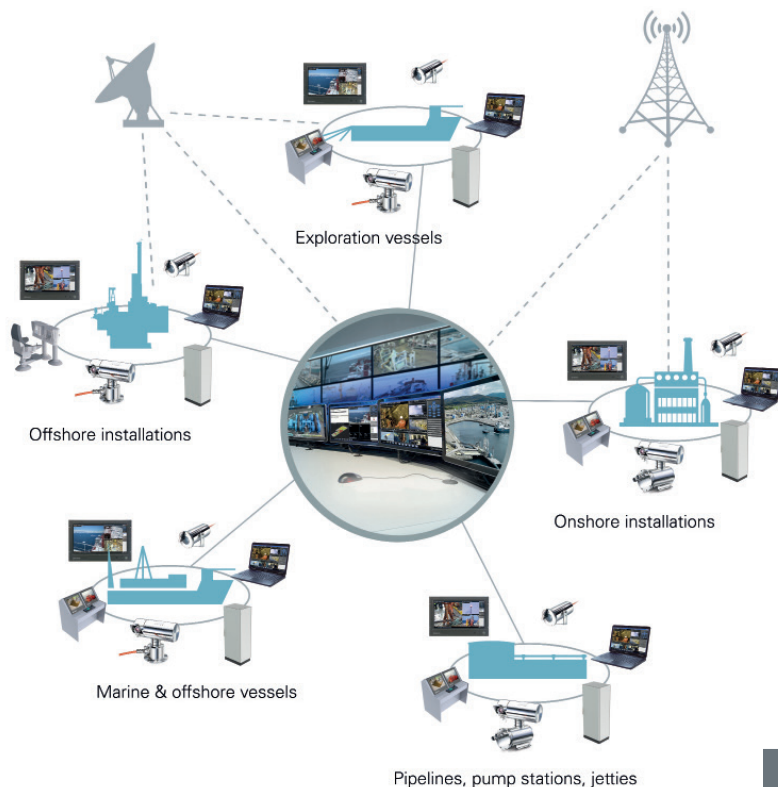 Exploration vessels
Offshore installations
Onshore installations
Marine & offshore vessels
Pipelines, pump stations, jetties